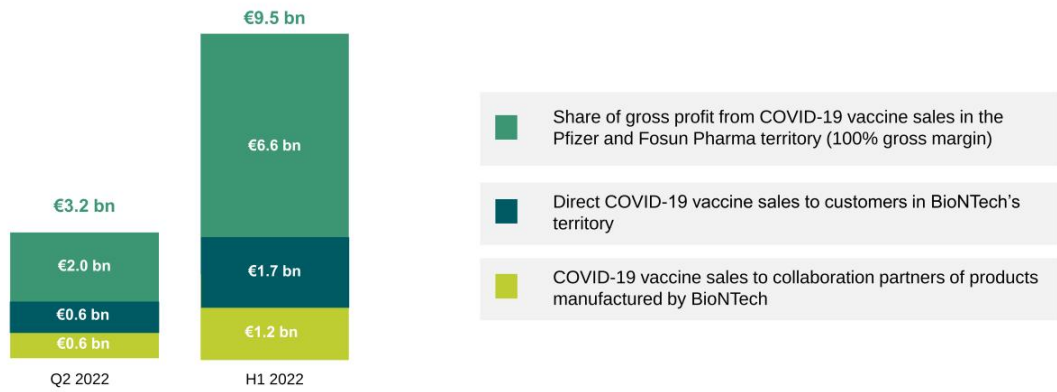 €9.5 bn
€6.6 bn
€3.2 bn
€2.0 bn
€1.7 bn
€0.6 bn
€1.2 bn
€0.6 bn
Q2 2022
H1 2022
Share of gross profit from COVID-19 vaccine sales in the
Pfizer and Fosun Pharma territory (100% gross margin)
Direct COVID-19 vaccine sales to customers in BioNTech’s
territory
COVID-19 vaccine sales to collaboration partners of products
manufactured by BioNTech